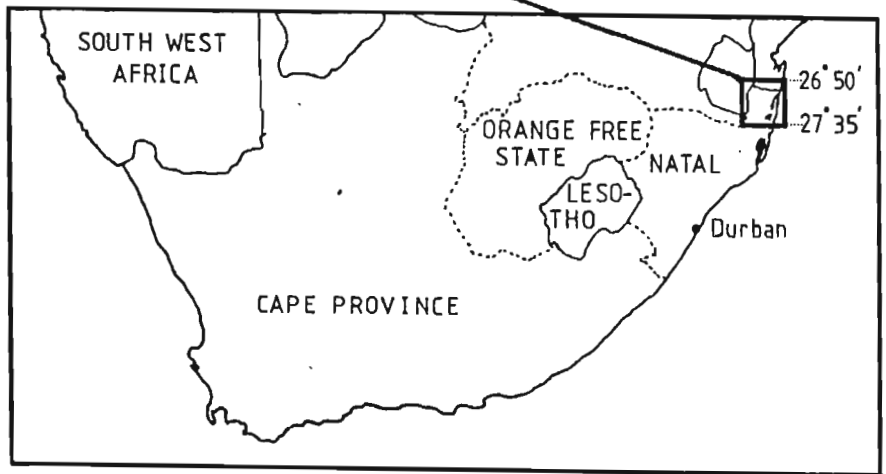 SOUTH WEST
AFRICA
26° 50'
27° 35'
ORANGE FREE
STATE
NATAL
LESO-
THO
Durban
CAPE PROVINCE